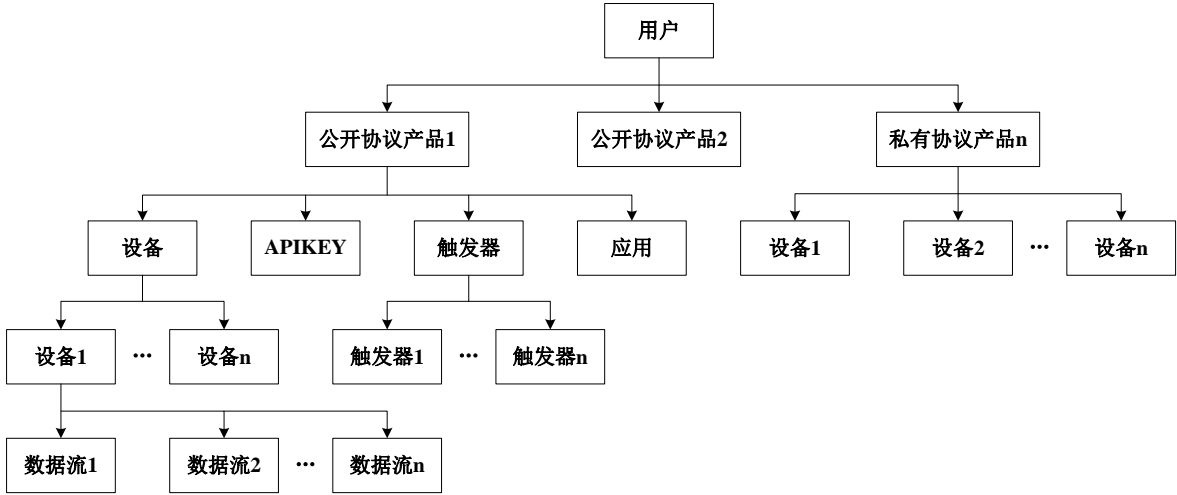 用户
公开协议产品1
公开协议产品2
私有协议产品n
设备
APIKEY
触发器
应用
设备1
设备2
···
设备n
设备1
···
设备n
触发器1
···
触发器n
数据流1
数据流2
···
数据流n